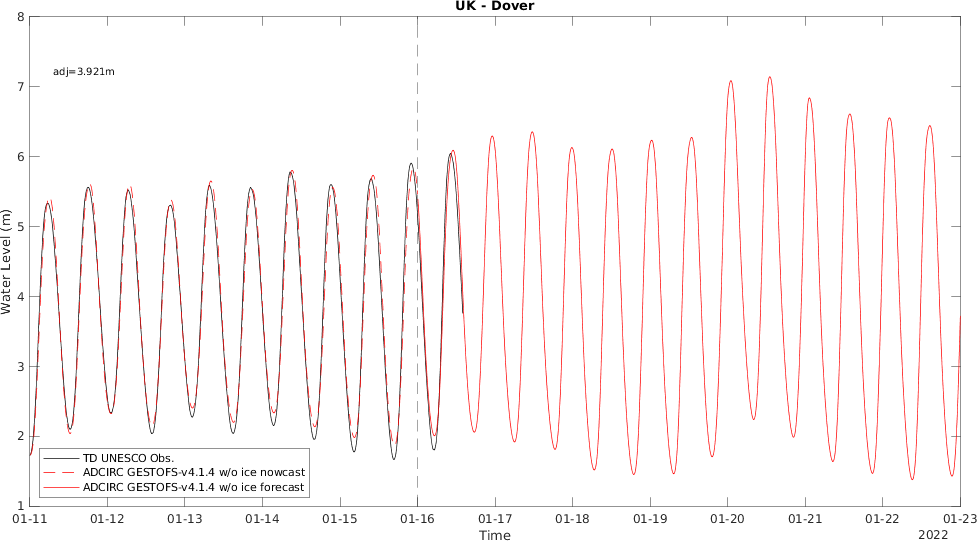 UK - Dover
8
adj=3.921m
7
6
5
4
3
2
1
Water Level (m)
TD UNESCO Obs.
ADCIRC GESTOFS-v4.1.4 w/o ice nowcast
ADCIRC GESTOFS-v4.1.4 w/o ice forecast
01-11 01-12 01-13 01-14 01-15 01-16 01-17 01-18 01-19 01-20 01-21 01-22 01-23
Time
2022